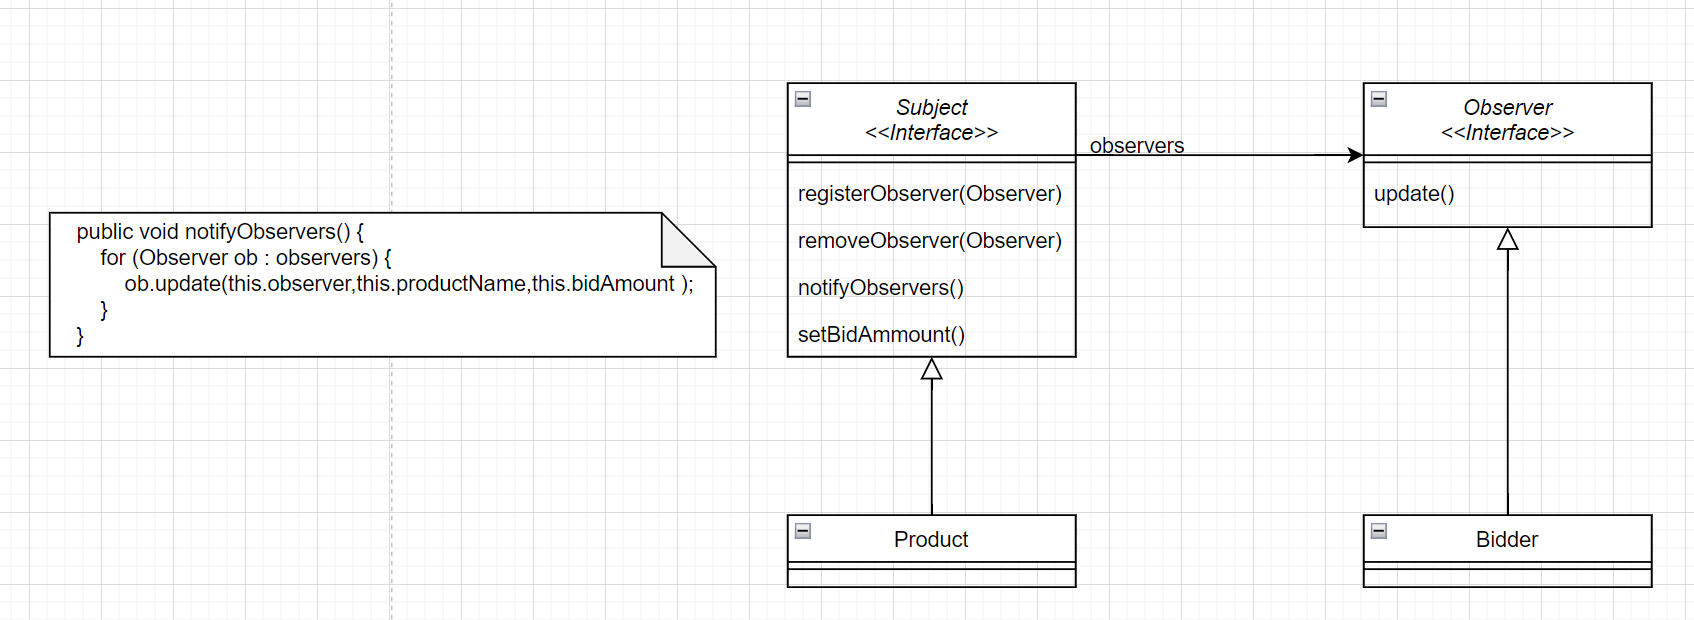 public void notifyObservers() {
for (Observer ob : observers) {
ob.update(this.observer,this.productName,this.bidAmount );
}
}
Subject
<<Interface>>
registerObserver(Observer)
removeObserver(Observer)
notifyObservers()
setBidAmmount()
observers
Observer
<<Interface>>
update()
Product
Bidder